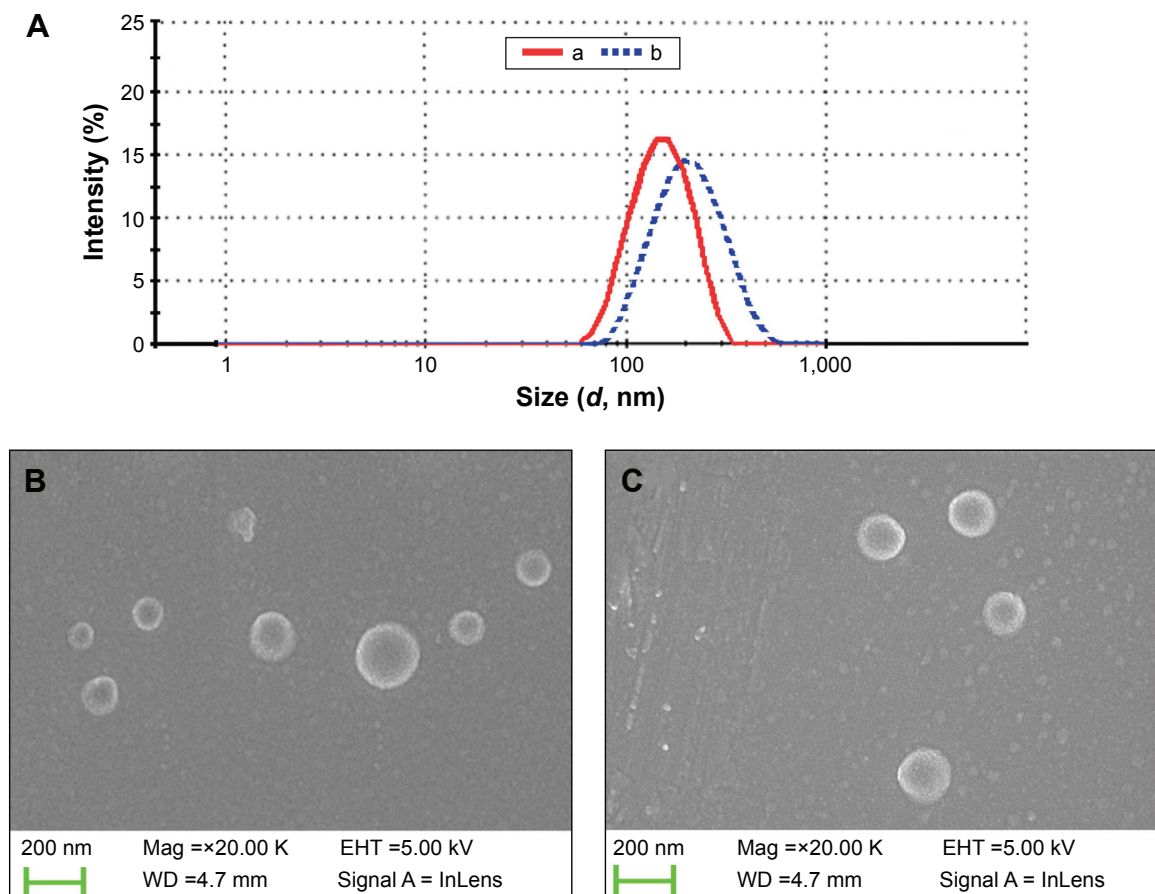 A
a b
25
20
15
10
5
0
Intensity (%)
1 10 100 1,000
Size (d, nm)
B
200 nm Mag =×20.00 K EHT =5.00 kV
WD =4.7 mm Signal A = InLens
C
200 nm Mag =×20.00 K EHT =5.00 kV
WD =4.7 mm Signal A = InLens